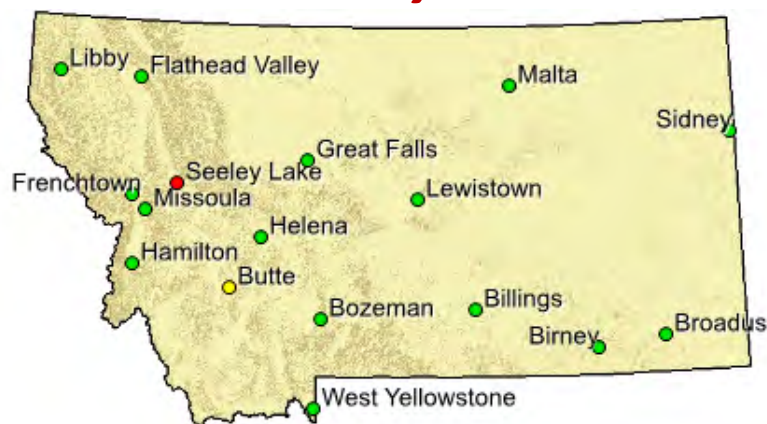 Libby
Flathead Valley
Malta
Sidney
Great Falls
Seeley Lake
Frenchtown
Missoula
Lewistown
Helena
Hamilton
Butte
Bozeman
Billings
Birney
Broadus
West Yellowstone